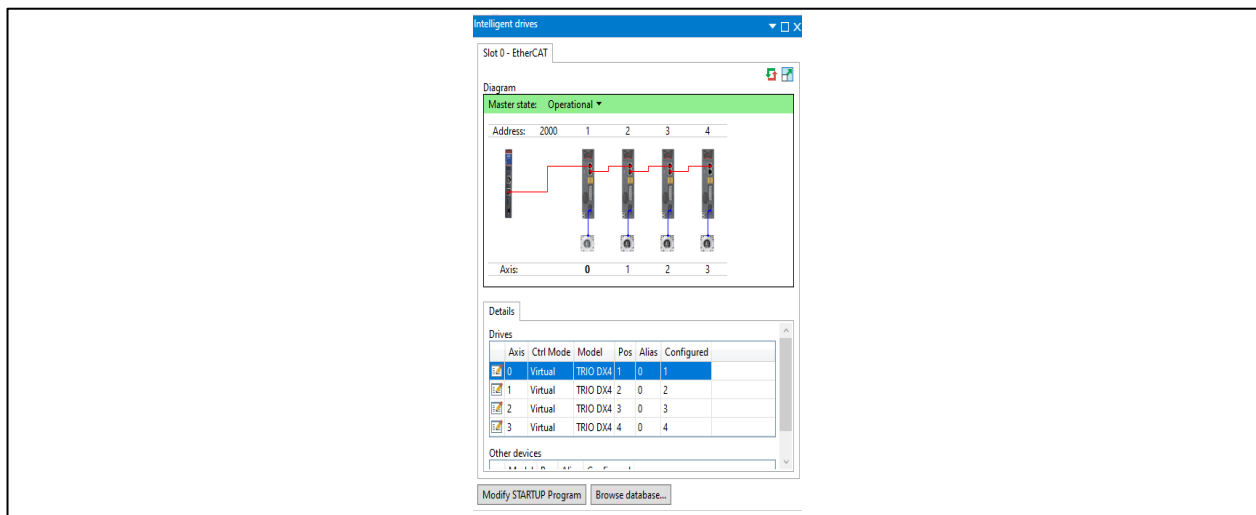 Intelligent drives
Slot 0 - EtherCAT
Diagram
Master state: Operational
Address: 2000 1 2 3 4
Axis: 0 1 2 3
Details
Drives
Axis Ctrl Mode Model Pos Alias Configured
0 Virtual TRIO DX4 1 0 1
1 Virtual TRIO DX4 2 0 2
2 Virtual TRIO DX4 3 0 3
3 Virtual TRIO DX4 4 0 4
Other devices
Modify STARTUP Program Browse database...